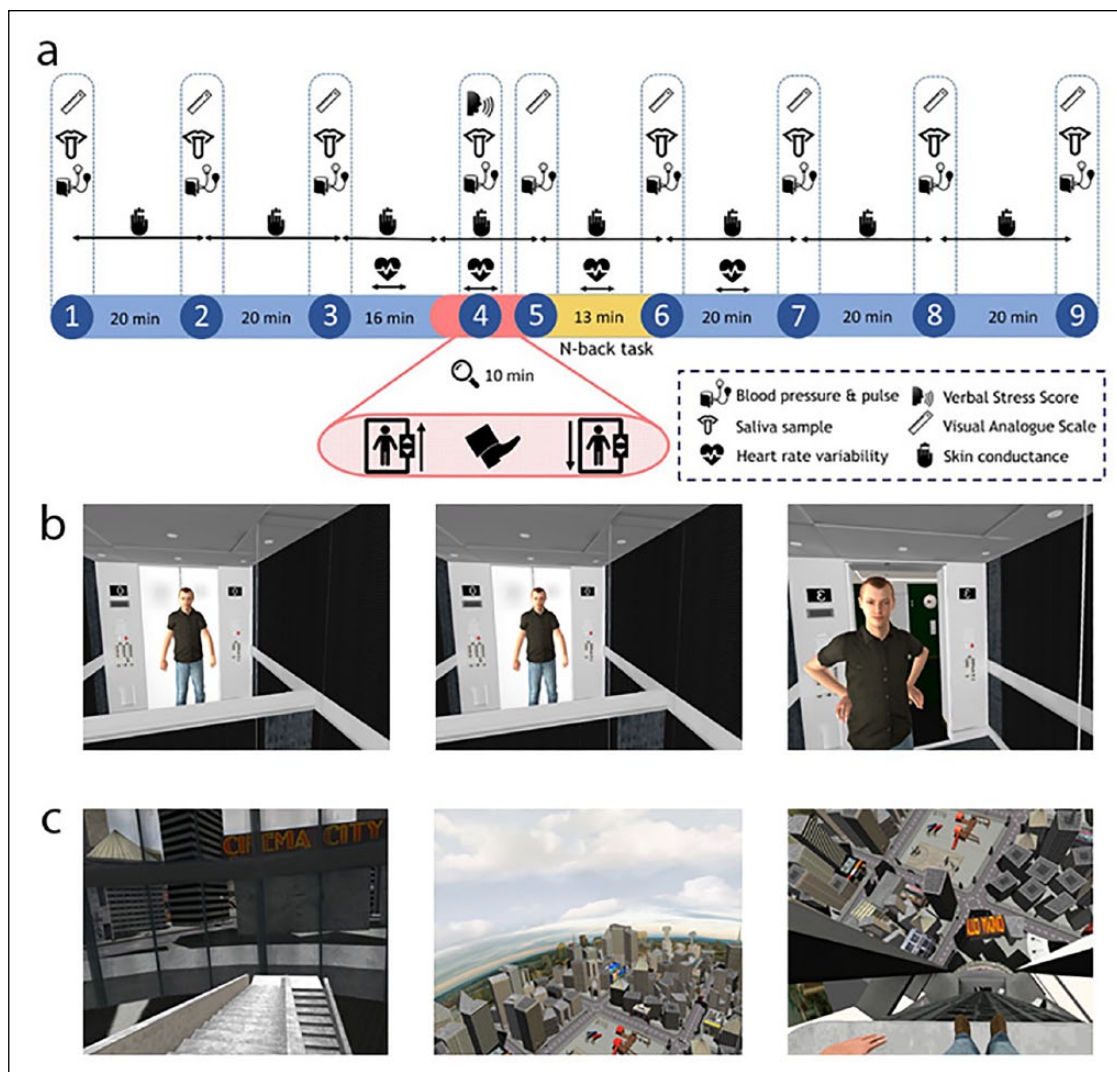 a
1 20 min 2 20 min 3 16 min 4 5 13 min 6 20 min 7 20 min 8 20 min 9
N-back task
10 min
Blood pressure & pulse Verbal Stress Score
Saliva sample Visual Analogue Scale
Heart rate variability Skin conductance
b
c
CINEMA CITY